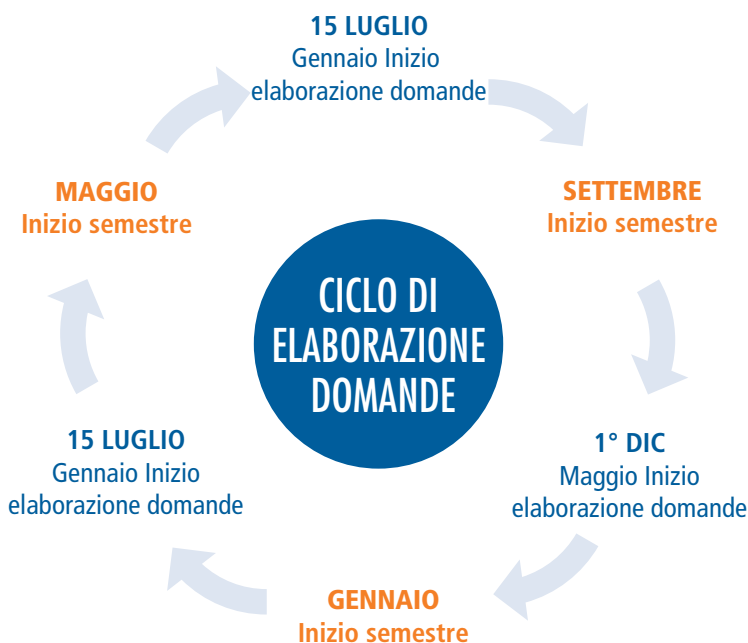 15 LUGLIO
Gennaio Inizio
elaborazione domande
SETTEMBRE
Inizio semestre
1° DIC
Maggio Inizio
elaborazione domande
GENNAIO
Inizio semestre
15 LUGLIO
Gennaio Inizio
elaborazione domande
MAGGIO
Inizio semestre
CICLO DI
ELABORAZIONE
DOMANDE